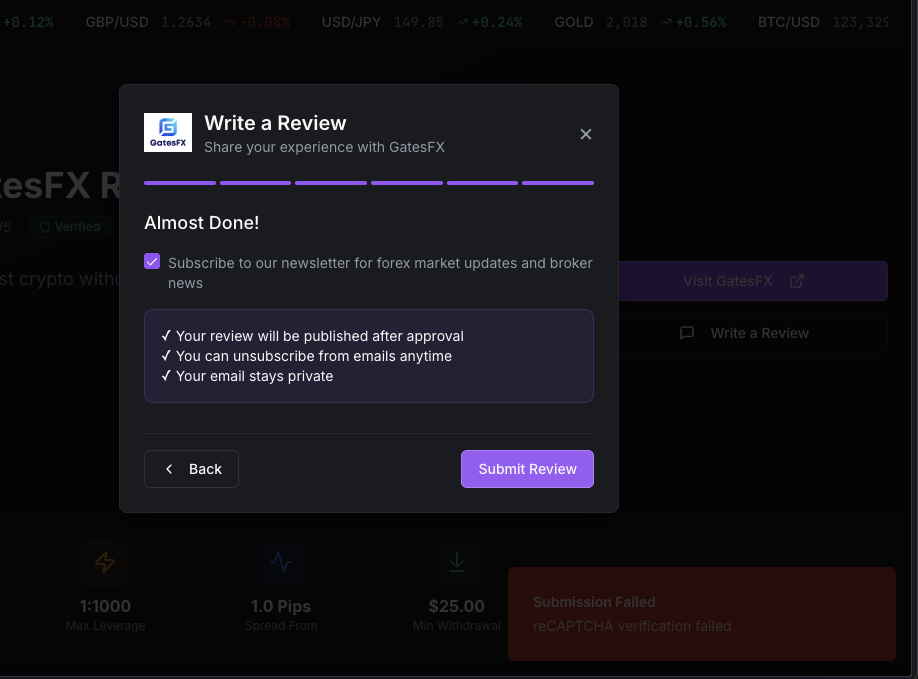 +0.12% GBP/USD 1.2634 -0.08% USD/JPY 149.85 +0.24% GOLD 2,018 +0.56% BTC/USD 123,329
GatesFX
Write a Review
Share your experience with GatesFX
tesFX R
/5 Verified
Almost Done!
Subscribe to our newsletter for forex market updates and broker
news
st crypto witho
Visit GatesFX
Write a Review
✓ Your review will be published after approval
✓ You can unsubscribe from emails anytime
✓ Your email stays private
Back
Submit Review
1:1000
Max Leverage
1.0 Pips
Spread From
$25.00
Min Withdrawal
Submission Failed
reCAPTCHA verification failed